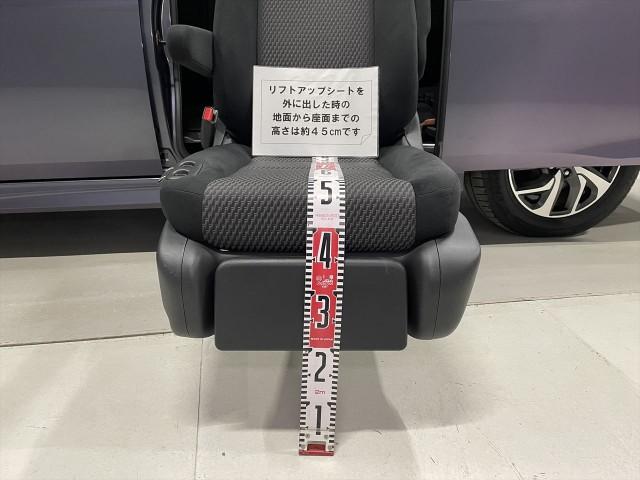 リフトアップシートを
外に出した時の
地面から座面までの
高さは約45cmです
5
4
3
2
2m
1